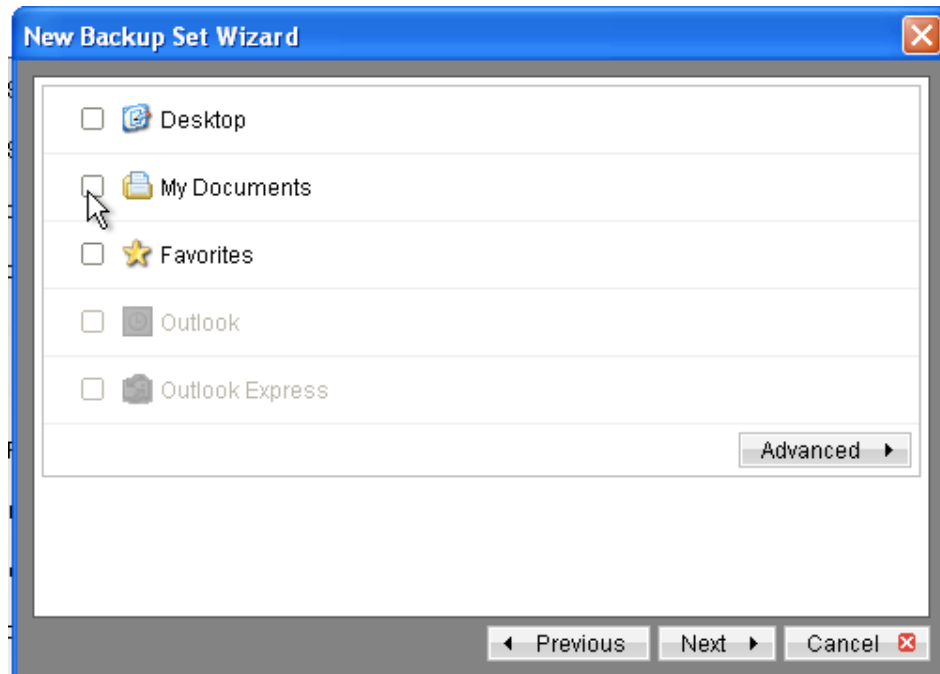 New Backup Set Wizard
Desktop
My Documents
Favorites
Outlook
Outlook Express
Advanced
Previous Next Cancel